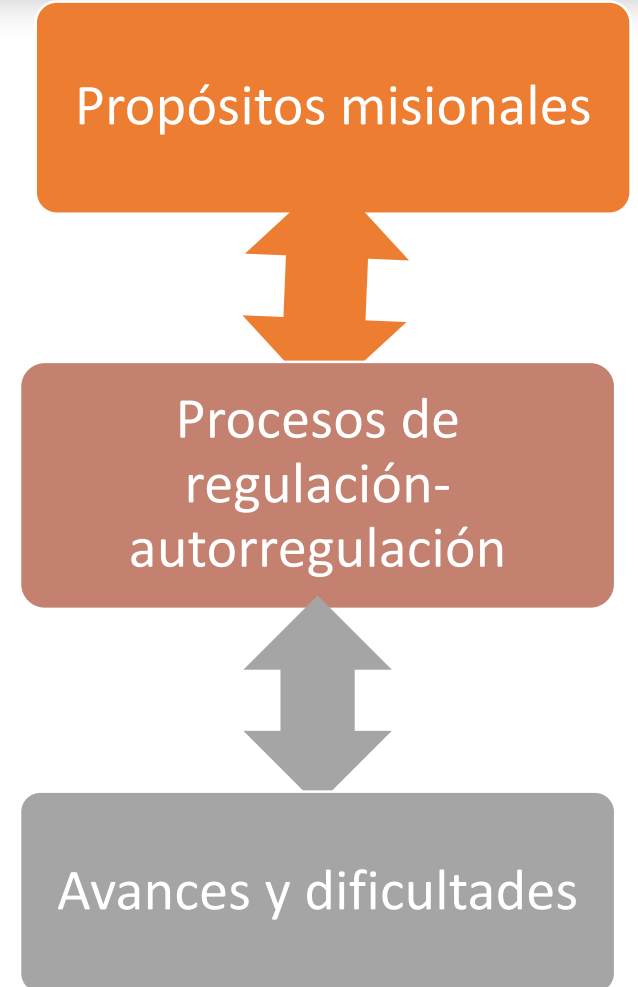 Propósitos misionales
Procesos de
regulación-
autorregulación
Avances y dificultades